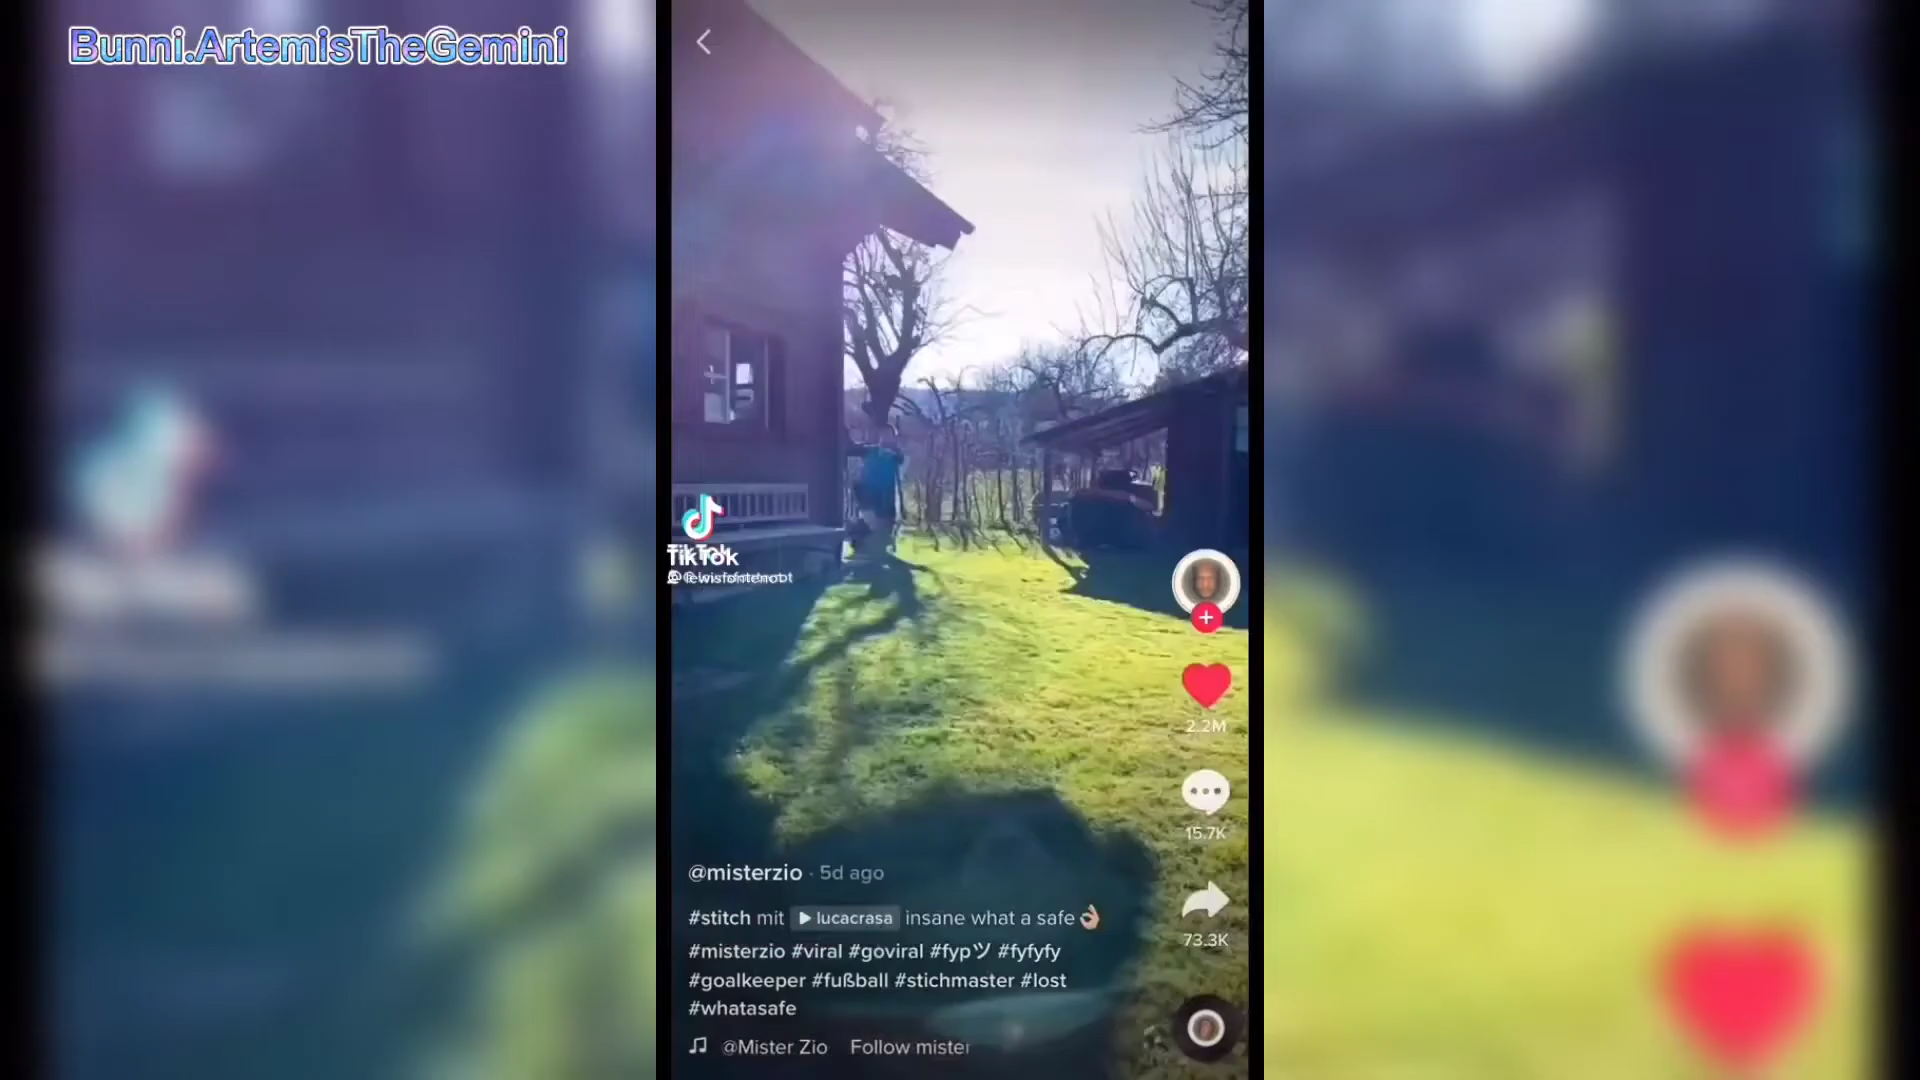 Bunni.ArtemisTheGemini
TikTok
@misterzio · 5d ago
#stitch mit ▶ lucacrasa insane what a safe👌🏼
#misterzio #viral #goviral #fypツ #fyfyfy
#goalkeeper #fußball #stichmaster #lost
#whatasafe
@Mister Zio Follow mister
2.2M
15.7K
73.3K